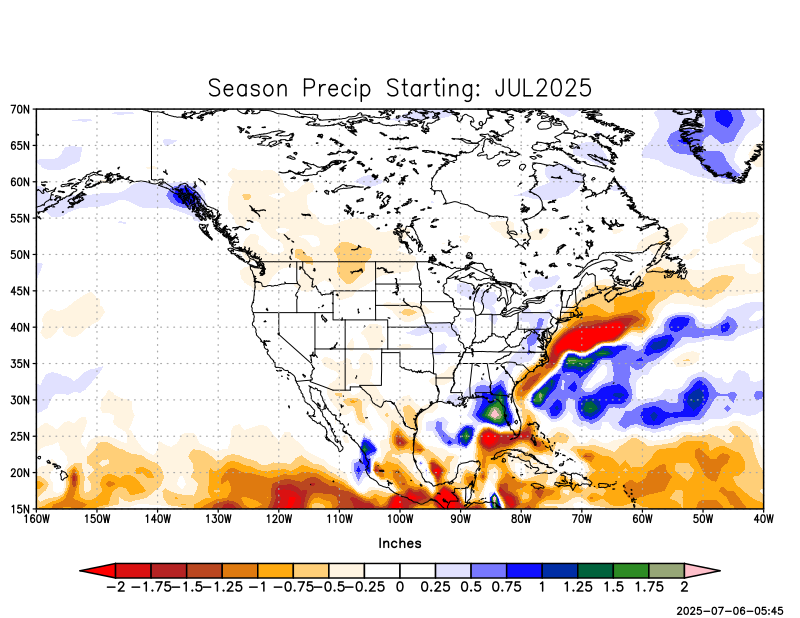 Season Precip Starting: JUL2025
70N
65N
60N
55N
50N
45N
40N
35N
30N
25N
20N
15N
160W 150W 140W 130W 120W 110W 100W 90W 80W 70W 60W 50W 40W
Inches
−2 −1.75 −1.5 −1.25 −1 −0.75 −0.5 −0.25 0 0.25 0.5 0.75 1 1.25 1.5 1.75 2
2025-07-06-05:45